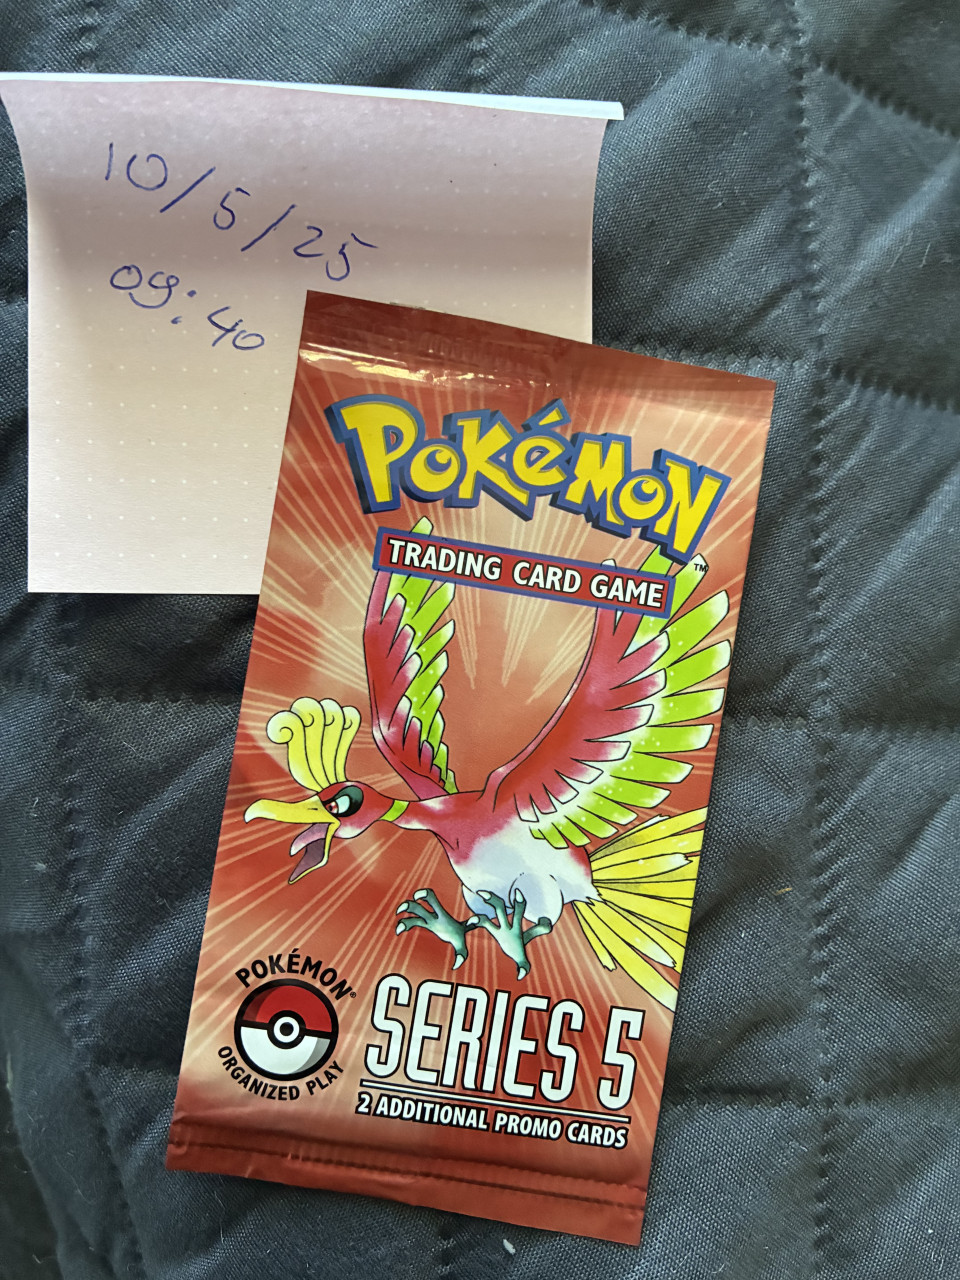 10/5/25
09:40
POKéMON
TM
TRADING CARD GAME
POKÉMON®
ORGANIZED PLAY
SERIES 5
2 ADDITIONAL PROMO CARDS